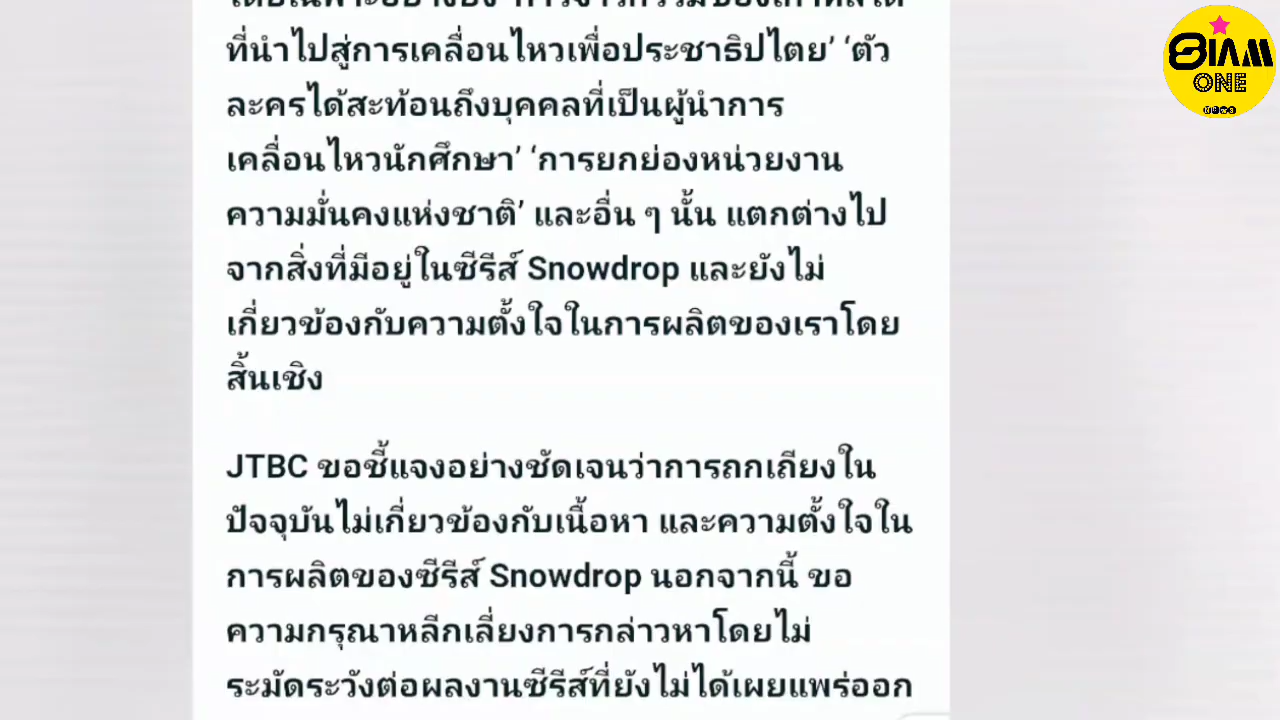 ที่นำไปสู่การเคลื่อนไหวเพื่อประชาธิปไตย’ ‘ตัว
ละครได้สะท้อนถึงบุคคลที่เป็นผู้นำการ
เคลื่อนไหวนักศึกษา’ ‘การยกย่องหน่วยงาน
ความมั่นคงแห่งชาติ’ และอื่น ๆ นั้น แตกต่างไป
จากสิ่งที่มีอยู่ในซีรีส์ Snowdrop และยังไม่
เกี่ยวข้องกับความตั้งใจในการผลิตของเราโดย
สิ้นเชิง
JTBC ขอชี้แจงอย่างชัดเจนว่าการถกเถียงใน
ปัจจุบันไม่เกี่ยวข้องกับเนื้อหา และความตั้งใจใน
การผลิตของซีรีส์ Snowdrop นอกจากนี้ ขอ
ความกรุณาหลีกเลี่ยงการกล่าวหาโดยไม่
ระมัดระวังต่อผลงานซีรีส์ที่ยังไม่ได้เผยแพร่ออก
SIAM
ONE